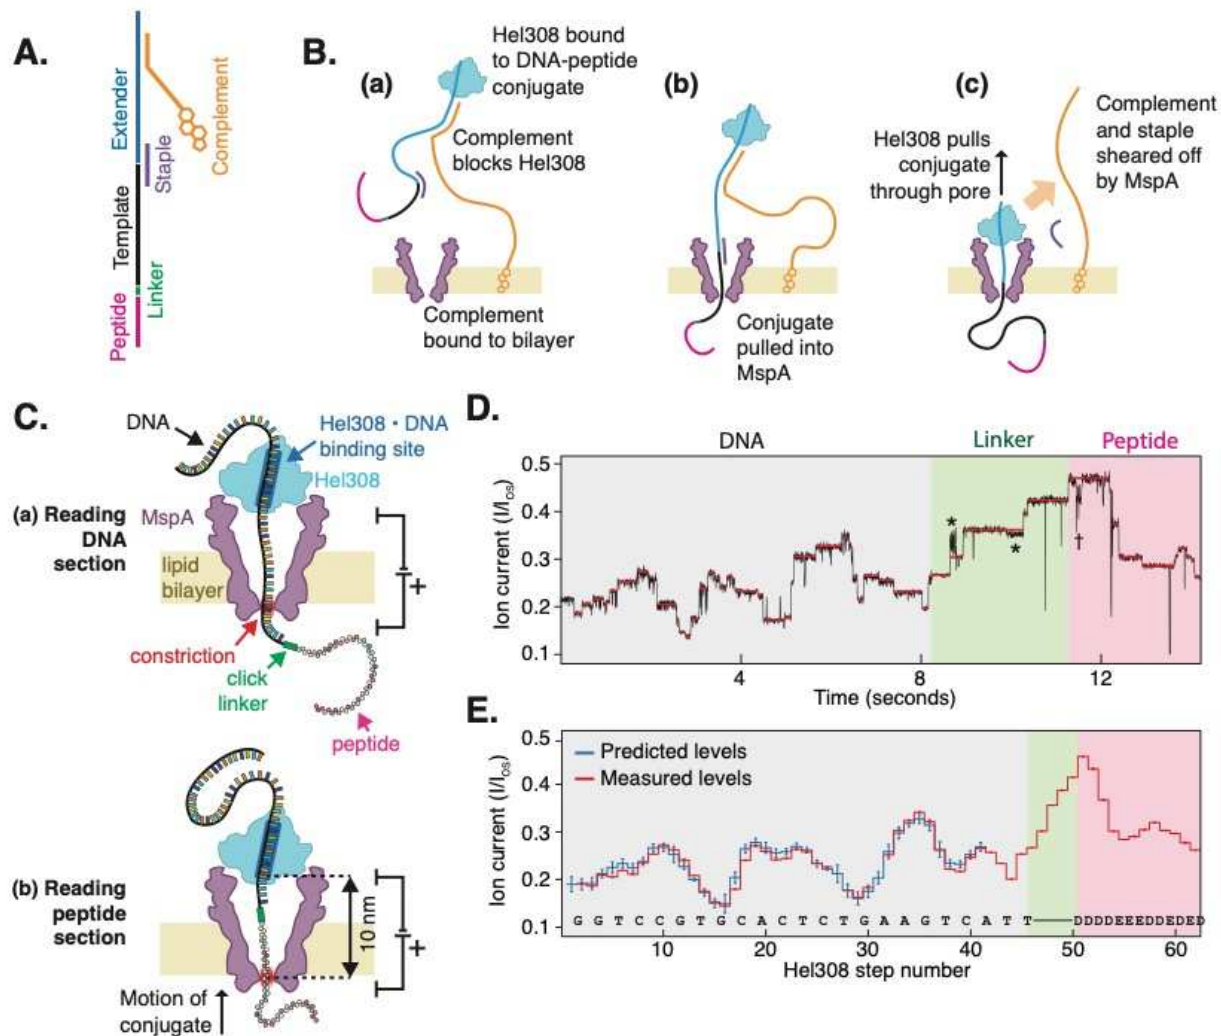 A.
Extender
Complement
Staple
Template
Linker
Peptide
B.
(a)
Hel308 bound
to DNA-peptide
conjugate
Complement
blocks Hel308
Complement
bound to bilayer
(b)
Conjugate
pulled into
MspA
(c)
Hel308 pulls
conjugate
through pore
Complement
and staple
sheared off
by MspA
C.
DNA
Hel308 · DNA
binding site
Hel308
(a) Reading
DNA
section
MspA
lipid
bilayer
+
constriction
click
linker
peptide
(b) Reading
peptide
section
10 nm
+
Motion of
conjugate
D.
DNA
Linker
Peptide
Ion current (I/IOS)
0.5
0.4
0.3
0.2
0.1
*
*
†
4
8
12
Time (seconds)
E.
Ion current (I/IOS)
0.5
0.4
0.3
0.2
0.1
Predicted levels
Measured levels
G G T C C G T G C A C T C T G A A G T C A T T——DDDDEEEDDEDED
10
20
30
40
50
60
Hel308 step number